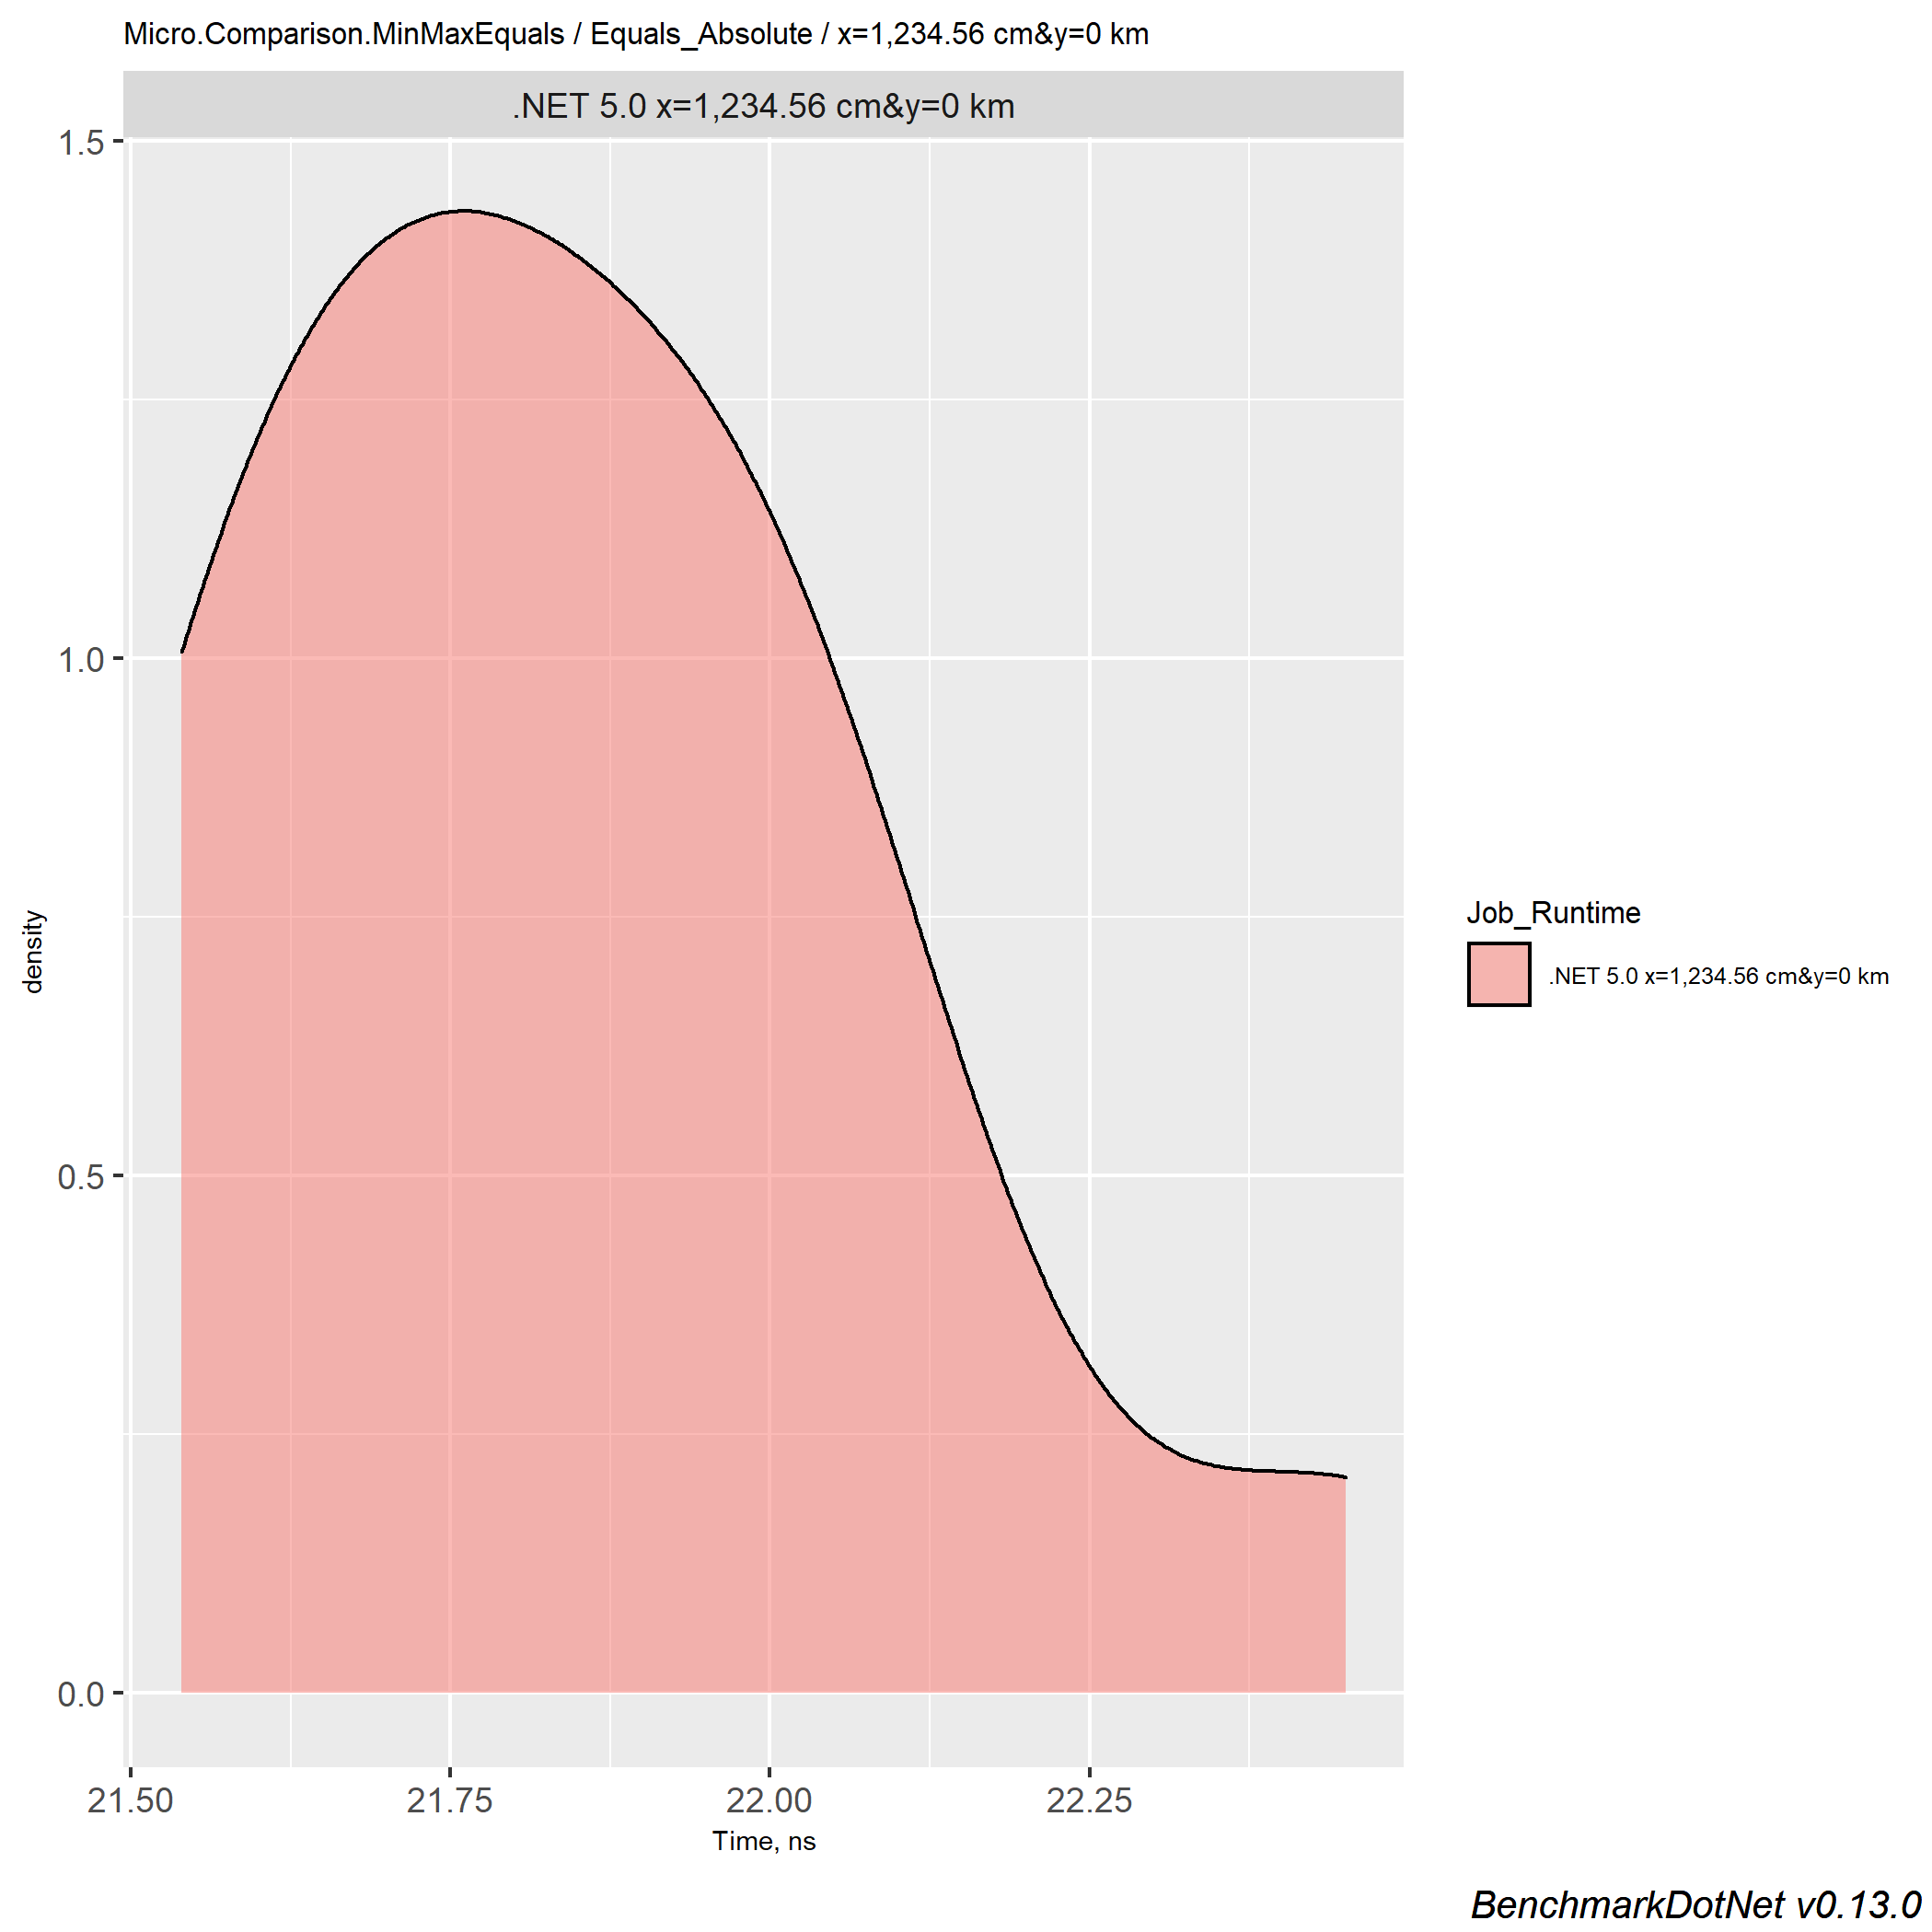 Micro.Comparison.MinMaxEquals / Equals_Absolute / x=1,234.56 cm&y=0 km
.NET 5.0 x=1,234.56 cm&y=0 km
1.5
1.0
0.5
0.0
density
21.50 21.75 22.00 22.25
Time, ns
Job_Runtime
.NET 5.0 x=1,234.56 cm&y=0 km
BenchmarkDotNet v0.13.0